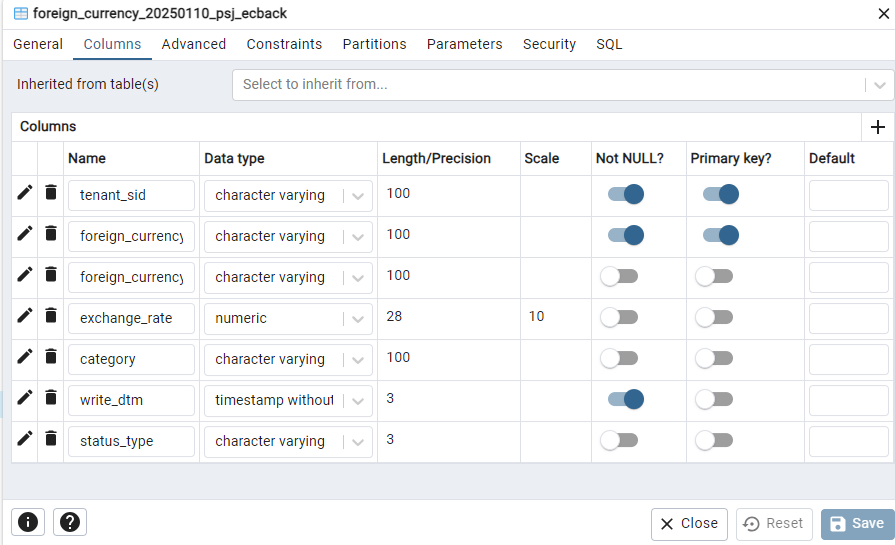 foreign_currency_20250110_psj_ecback
General Columns Advanced Constraints Partitions Parameters Security SQL
Inherited from table(s) Select to inherit from...
Columns
Name Data type Length/Precision Scale Not NULL? Primary key? Default
tenant_sid character varying 100
foreign_currency character varying 100
foreign_currency character varying 100
exchange_rate numeric 28 10
category character varying 100
write_dtm timestamp without 3
status_type character varying 3
Close Reset Save